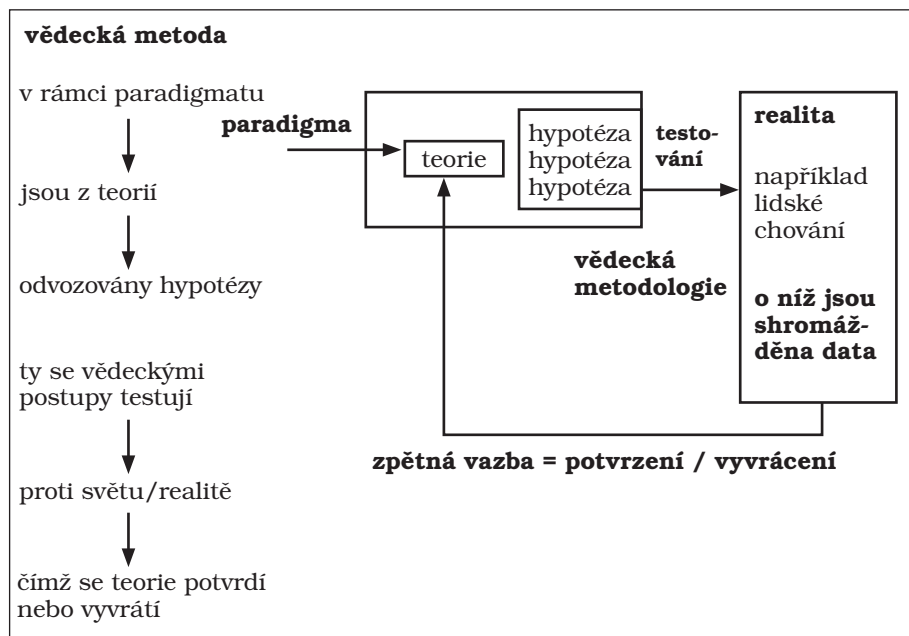 vědecká metoda
v rámci paradigmatu
jsou z teorií
odvozovány hypotézy
ty se vědeckými
postupy testují
proti světu/realitě
čímž se teorie potvrdí
nebo vyvrátí
paradigma
teorie
hypotéza
hypotéza
hypotéza
testo-
vání
vědecká
metodologie
realita
například
lidské
chování
o níž jsou
shromáž-
děna data
zpětná vazba = potvrzení / vyvrácení